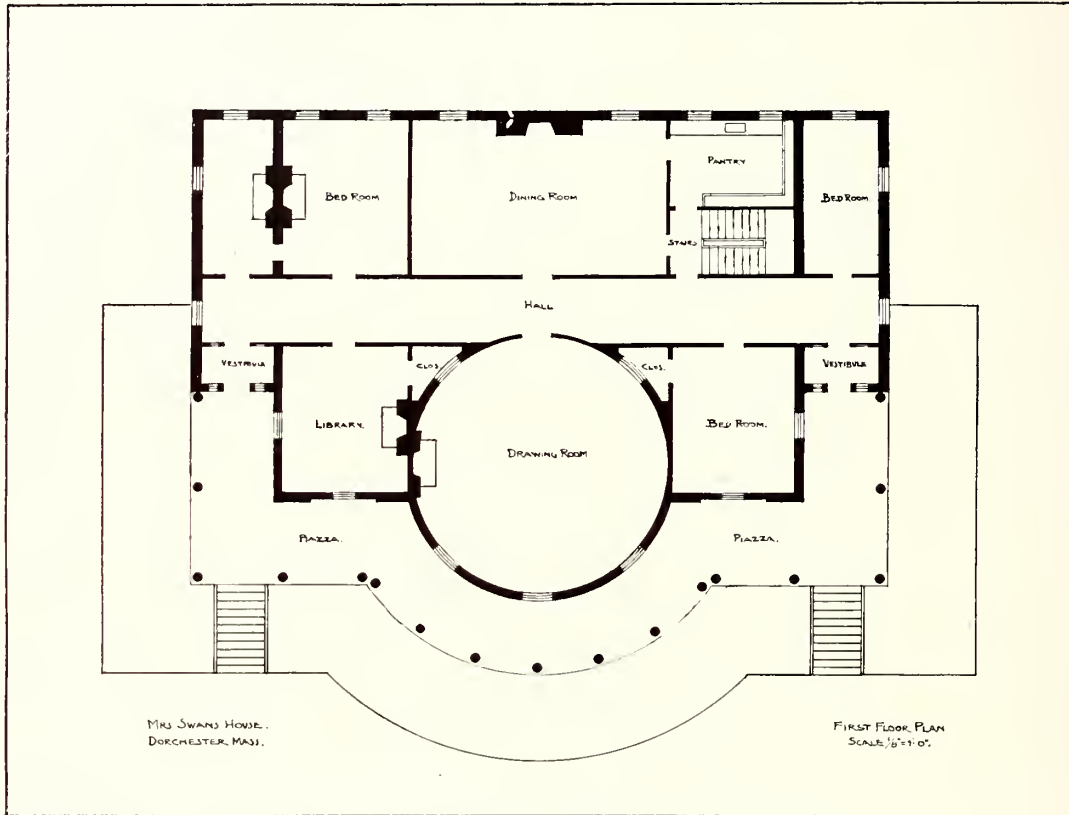 PANTRY
BED ROOM
DINING ROOM
BED ROOM
STAIRS
HALL
VESTIBULE
CLOS.
CLOS.
VESTIBULE
LIBRARY.
BED ROOM.
DRAWING ROOM
PIAZZA.
PIAZZA.
MRS SWANS HOUSE.
DORCHESTER MASS.
FIRST FLOOR PLAN
SCALE 1/8"=1'-0".